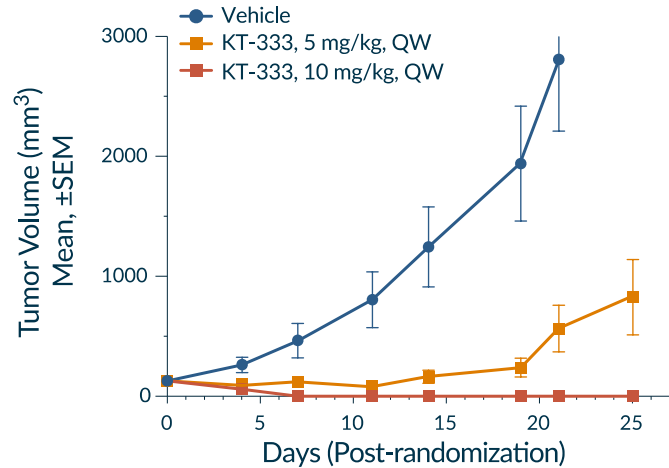 Vehicle
KT-333, 5 mg/kg, QW
KT-333, 10 mg/kg, QW
3000
2000
1000
0
Tumor Volume (mm³)
Mean, ±SEM
0 5 10 15 20 25
Days (Post-randomization)